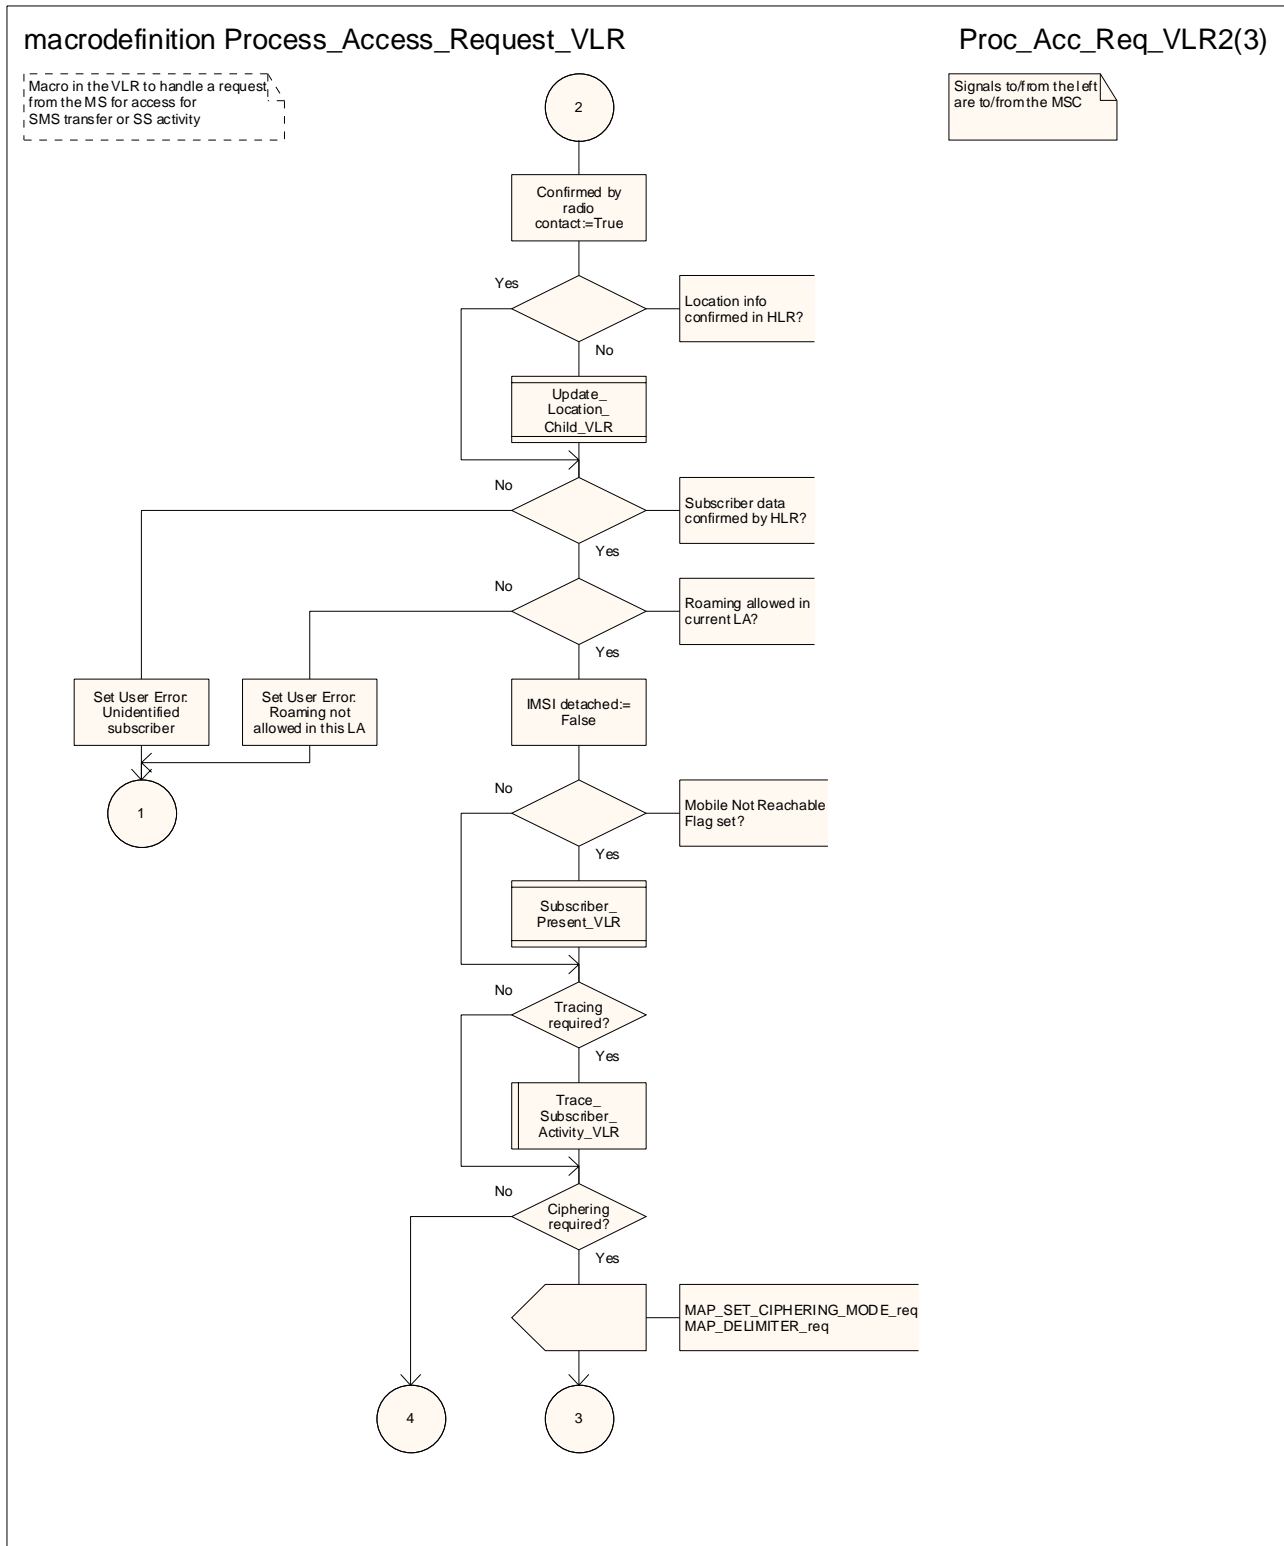 macrodefinition Process_Access_Request_VLR
Proc_Acc_Req_VLR2(3)
Macro in the VLR to handle a request
from the MS for access for
SMS transfer or SS activity
Signals to/from the left
are to/from the MSC
2
Confirmed by
radio
contact:=True
Yes
Location info
confirmed in HLR?
No
Update_
Location_
Child_VLR
No
Subscriber data
confirmed by HLR?
Yes
No
Roaming allowed in
current LA?
Yes
Set User Error:
Unidentified
subscriber
Set User Error:
Roaming not
allowed in this LA
IMSI detached:=
False
1
No
Mobile Not Reachable
Flag set?
Yes
Subscriber_
Present_VLR
No
Tracing
required?
Yes
Trace_
Subscriber_
Activity_VLR
No
Ciphering
required?
Yes
MAP_SET_CIPHERING_MODE_req
MAP_DELIMITER_req
4
3